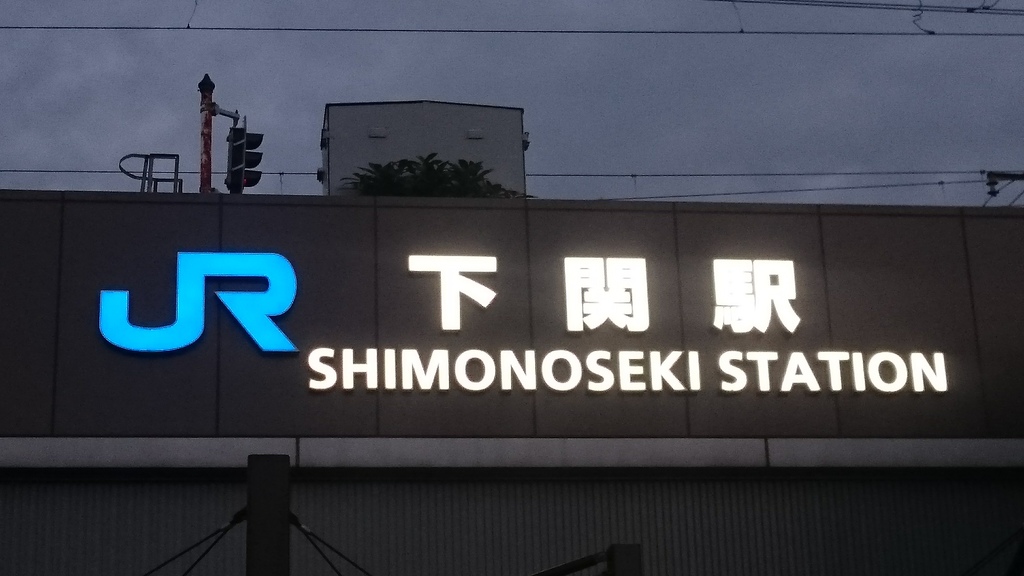 JR 下関駅
SHIMONOSEKI STATION